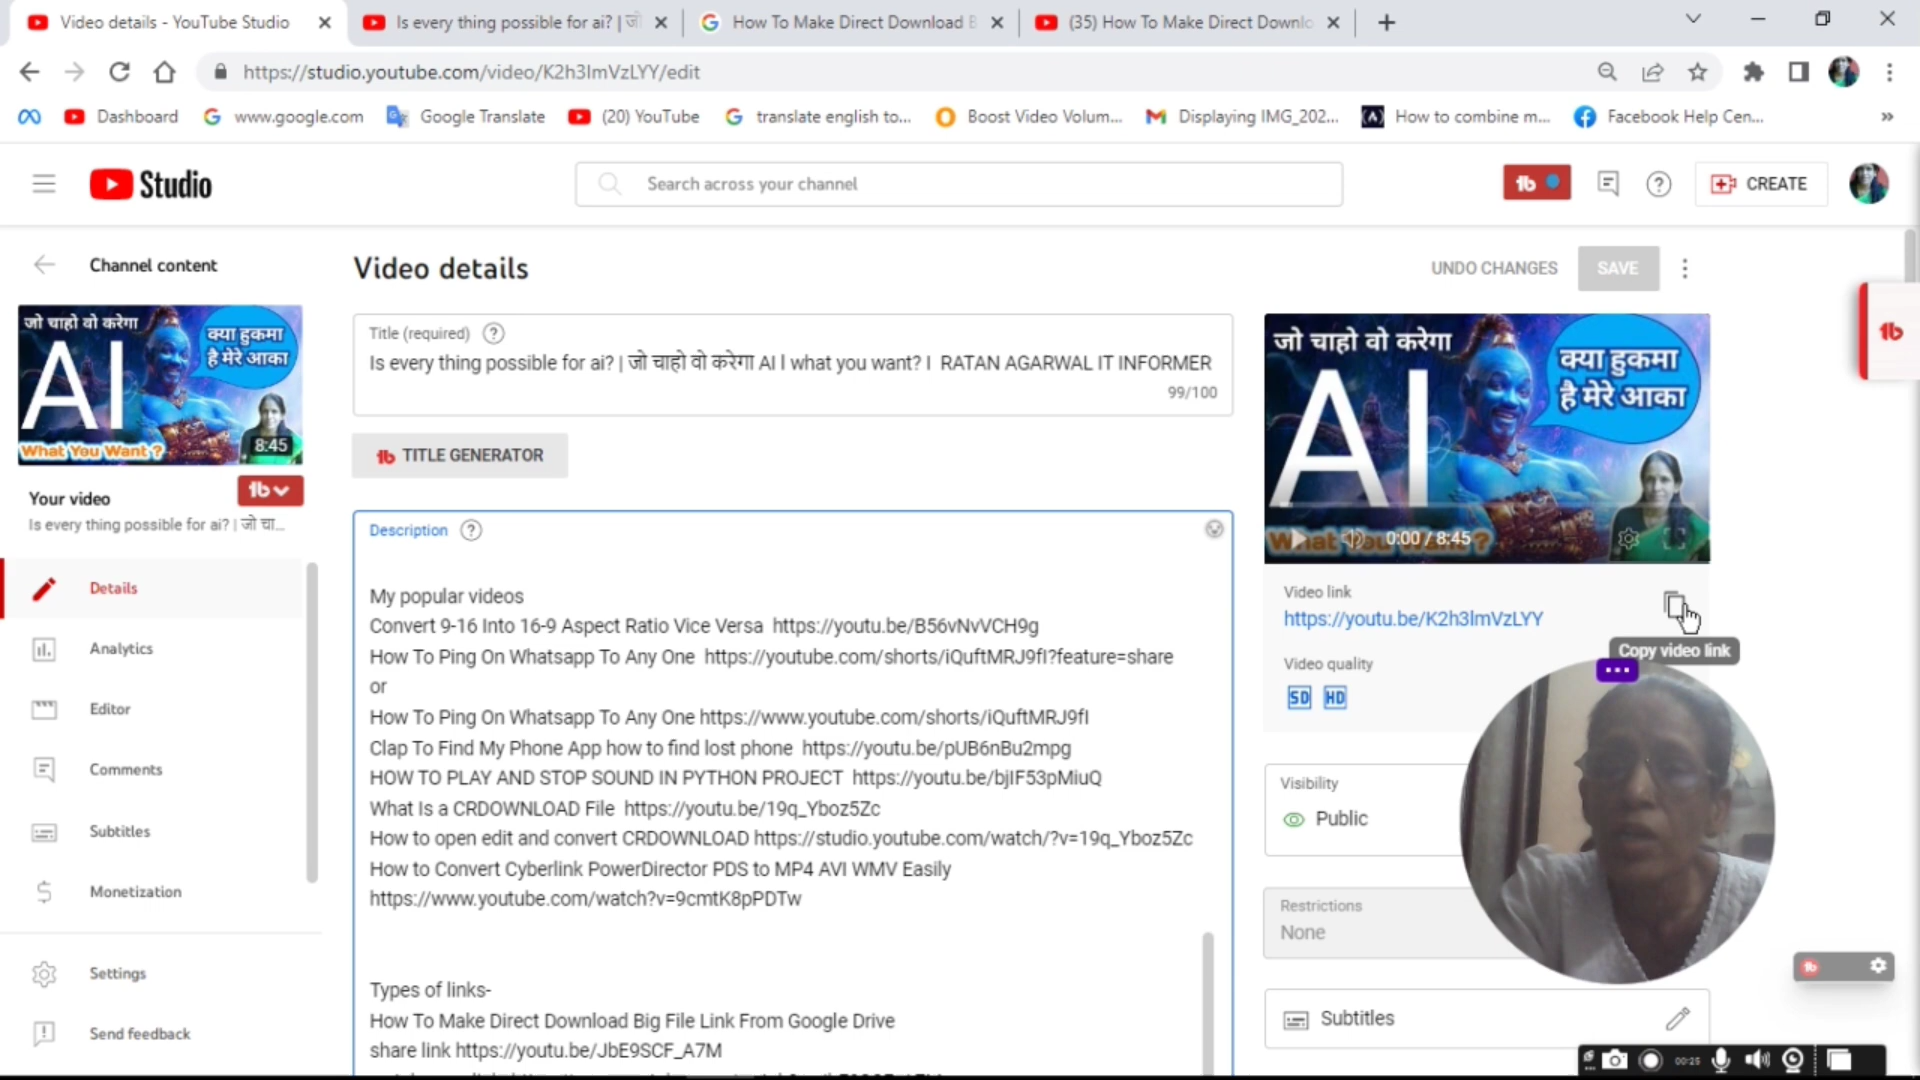 Video details - YouTube Studio
Is every thing possible for ai? | जो
How To Make Direct Download B
(35) How To Make Direct Downlo
https://studio.youtube.com/video/K2h3lmVzLYY/edit
Dashboard
www.google.com
Google Translate
(20) YouTube
translate english to...
Boost Video Volum...
Displaying IMG_202...
How to combine m...
Facebook Help Cen...
Studio
Search across your channel
CREATE
Channel content
Video details
UNDO CHANGES
SAVE
जो चाहो वो करेगा
क्या हुकमा
है मेरे आका
AI
What You Want ?
8:45
Your video
Is every thing possible for ai? | जो चा...
Details
Analytics
Editor
Comments
Subtitles
Monetization
Settings
Send feedback
Title (required)
Is every thing possible for ai? | जो चाहो वो करेगा AI l what you want? I RATAN AGARWAL IT INFORMER
99/100
TITLE GENERATOR
Description
My popular videos
Convert 9-16 Into 16-9 Aspect Ratio Vice Versa https://youtu.be/B56vNvVCH9g
How To Ping On Whatsapp To Any One https://youtube.com/shorts/iQuftMRJ9fI?feature=share
or
How To Ping On Whatsapp To Any One https://www.youtube.com/shorts/iQuftMRJ9fI
Clap To Find My Phone App how to find lost phone https://youtu.be/pUB6nBu2mpg
HOW TO PLAY AND STOP SOUND IN PYTHON PROJECT https://youtu.be/bjIF53pMiuQ
What Is a CRDOWNLOAD File https://youtu.be/19q_Yboz5Zc
How to open edit and convert CRDOWNLOAD https://studio.youtube.com/watch/?v=19q_Yboz5Zc
How to Convert Cyberlink PowerDirector PDS to MP4 AVI WMV Easily
https://www.youtube.com/watch?v=9cmtK8pPDTw
Types of links-
How To Make Direct Download Big File Link From Google Drive
share link https://youtu.be/JbE9SCF_A7M
जो चाहो वो करेगा
क्या हुकमा
है मेरे आका
AI
What You Want ?
0:00 / 8:45
Video link
https://youtu.be/K2h3lmVzLYY
Copy video link
Video quality
SD HD
Visibility
Public
Restrictions
None
Subtitles
00:25